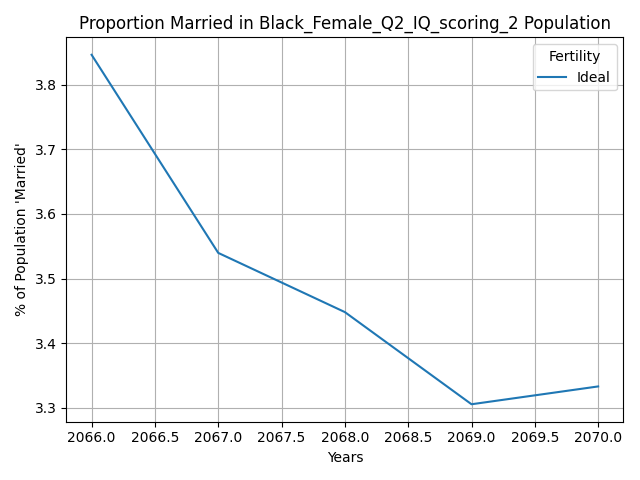 Proportion Married in Black_Female_Q2_IQ_scoring_2 Population
Fertility
Ideal
% of Population 'Married'
3.8
3.7
3.6
3.5
3.4
3.3
2066.0 2066.5 2067.0 2067.5 2068.0 2068.5 2069.0 2069.5 2070.0
Years